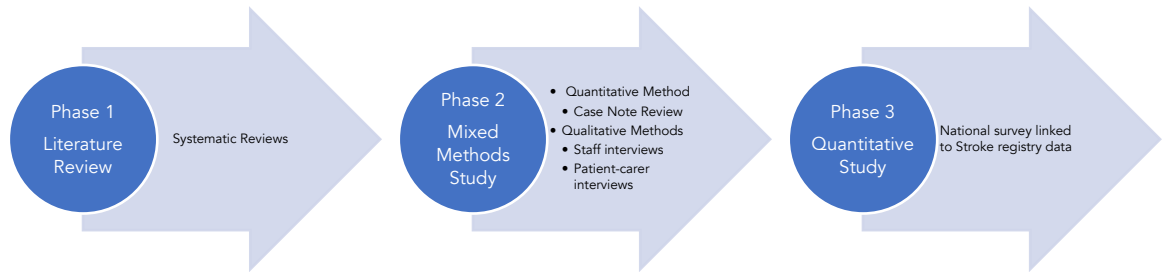 Phase 1
Literature
Review
Systematic Reviews
Phase 2
Mixed
Methods
Study
• Quantitative Method
• Case Note Review
• Qualitative Methods
• Staff interviews
• Patient-carer
interviews
Phase 3
Quantitative
Study
National survey linked
to Stroke registry data